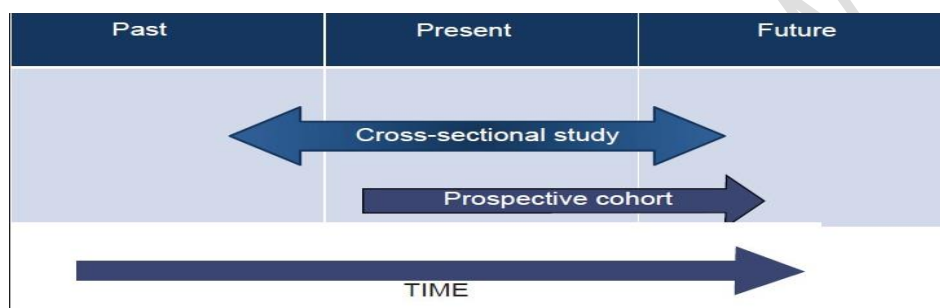 Past Present Future
Cross-sectional study
Prospective cohort
TIME